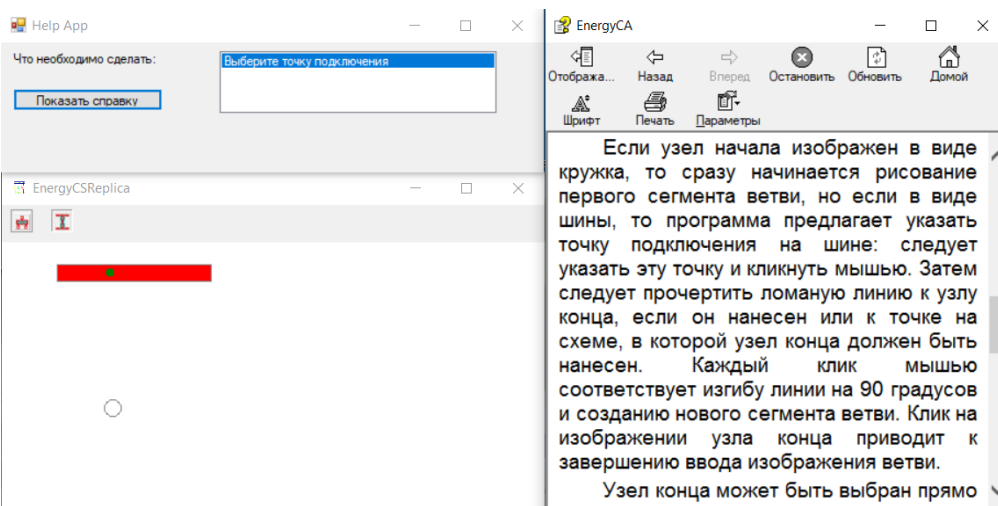 Help App
Что необходимо сделать:
Выберите точку подключения
Показать справку
EnergyCSReplica
EnergyCA
Отобража... Назад Вперед Остановить Обновить Домой
Шрифт Печать Параметры
Если узел начала изображен в виде
кружка, то сразу начинается рисование
первого сегмента ветви, но если в виде
шины, то программа предлагает указать
точку подключения на шине: следует
указать эту точку и кликнуть мышью. Затем
следует прочертить ломаную линию к узлу
конца, если он нанесен или к точке на
схеме, в которой узел конца должен быть
нанесен. Каждый клик мышью
соответствует изгибу линии на 90 градусов
и созданию нового сегмента ветви. Клик на
изображении узла конца приводит к
завершению ввода изображения ветви.
Узел конца может быть выбран прямо